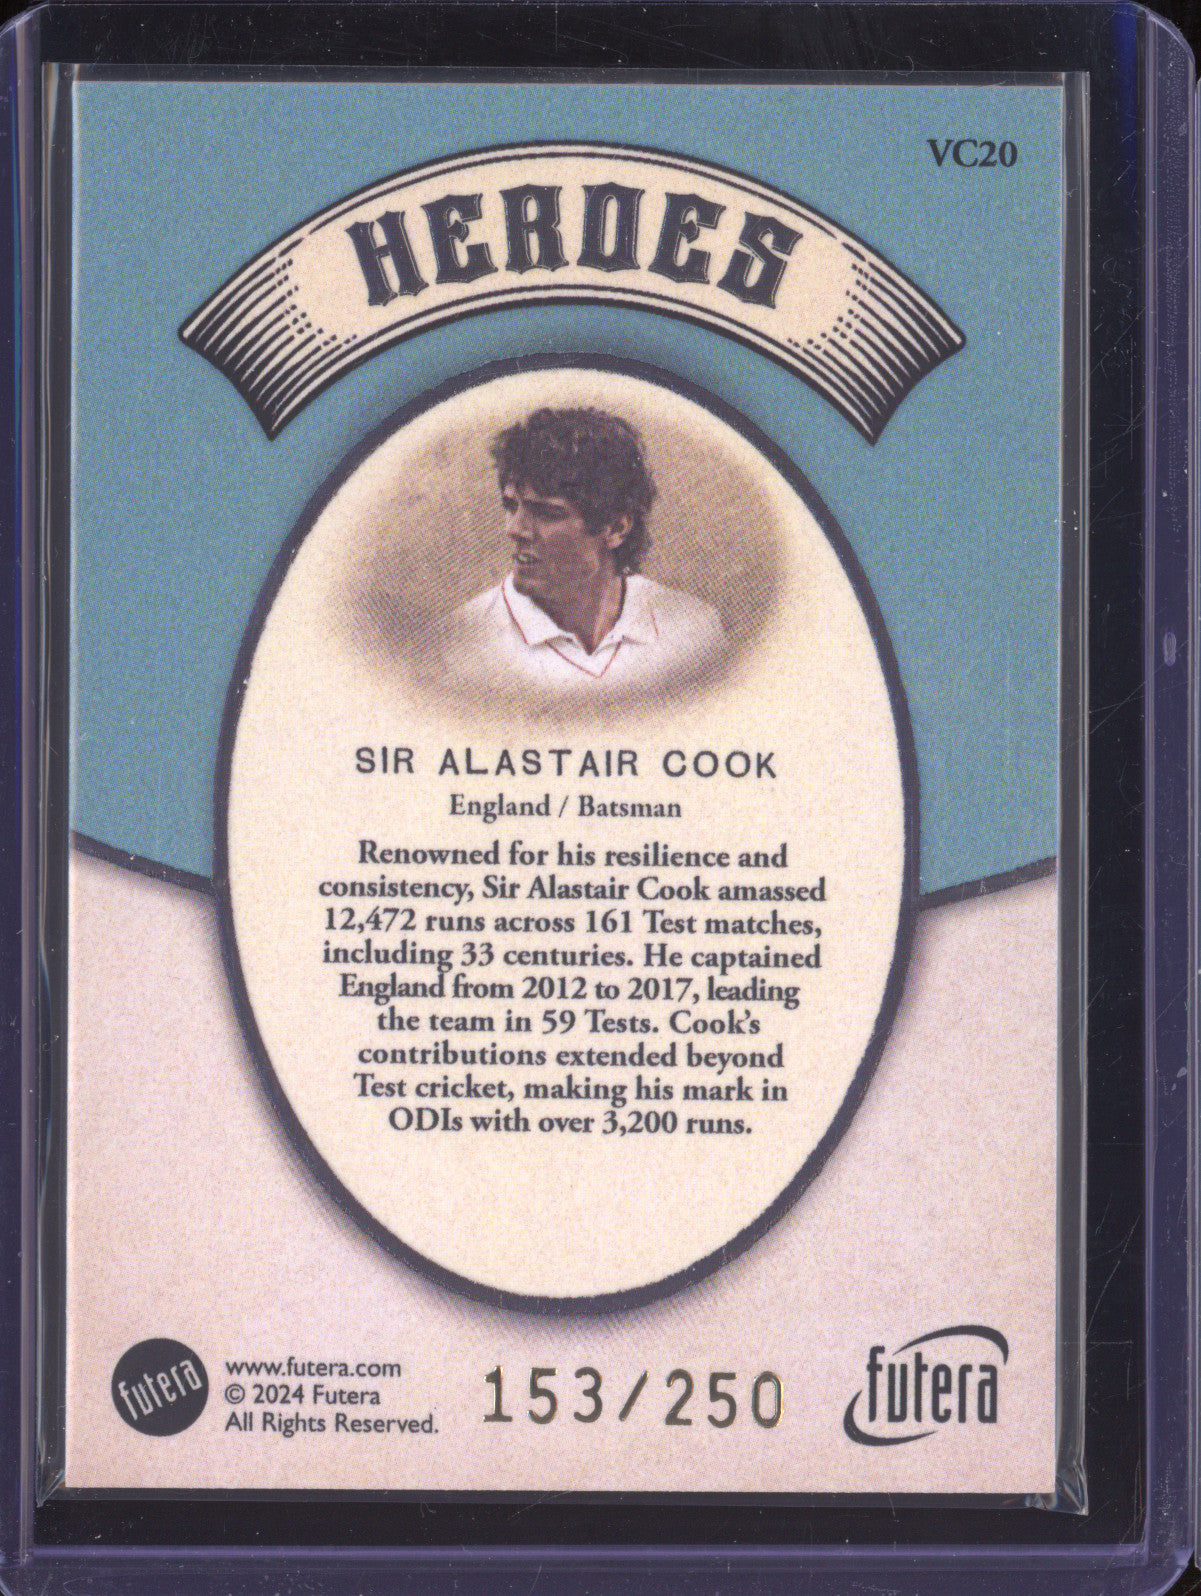 VC20
HEROES
SIR ALASTAIR COOK
England / Batsman
Renowned for his resilience and
consistency, Sir Alastair Cook amassed
12,472 runs across 161 Test matches,
including 33 centuries. He captained
England from 2012 to 2017, leading
the team in 59 Tests. Cook's
contributions extended beyond
Test cricket, making his mark in
ODIs with over 3,200 runs.
futera
www.futera.com
© 2024 Futera
All Rights Reserved.
153/250
futera